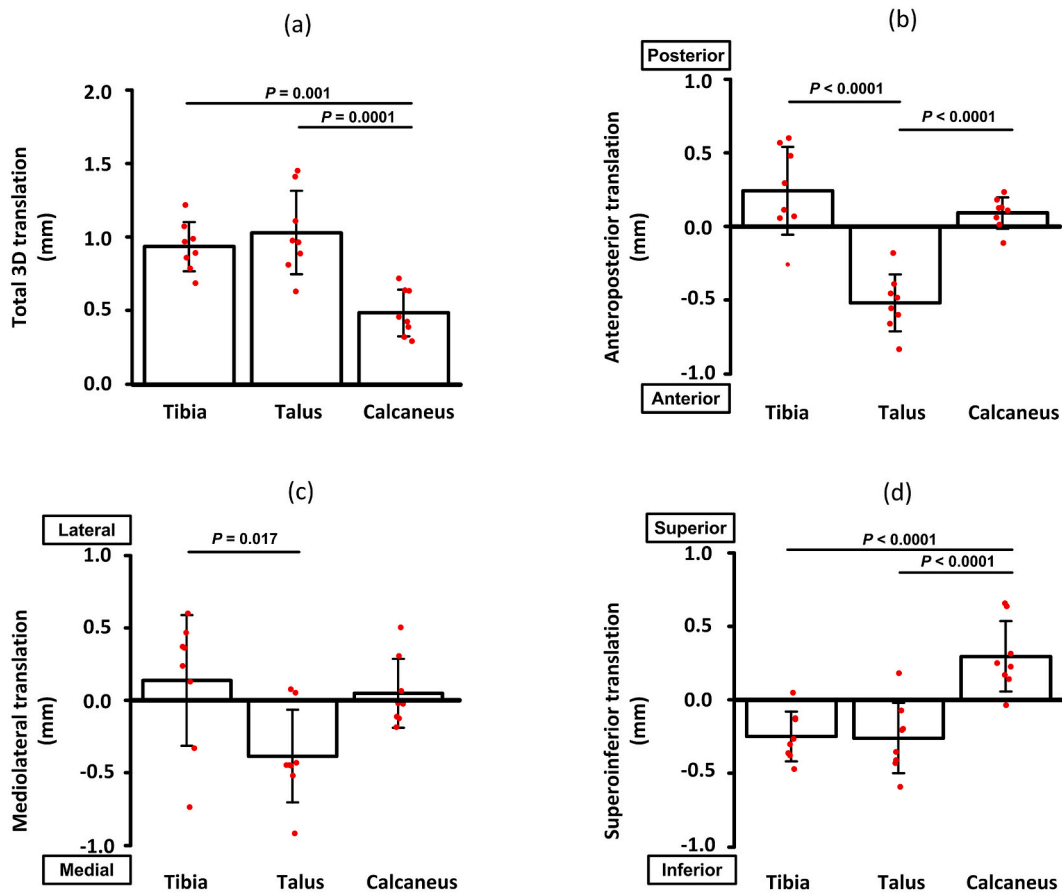 (a)
P = 0.001
P = 0.0001
Total 3D translation
(mm)
2.0
1.5
1.0
0.5
0.0
Tibia
Talus
Calcaneus
(b)
Posterior
P < 0.0001
P < 0.0001
Anteroposter translation
(mm)
1.0
0.5
0.0
-0.5
-1.0
Anterior
Tibia
Talus
Calcaneus
(c)
Lateral
P = 0.017
Mediolateral translation
(mm)
1.0
0.5
0.0
-0.5
-1.0
Medial
Tibia
Talus
Calcaneus
(d)
Superior
P < 0.0001
P < 0.0001
Superoinferior translation
(mm)
1.0
0.5
0.0
-0.5
-1.0
Inferior
Tibia
Talus
Calcaneus